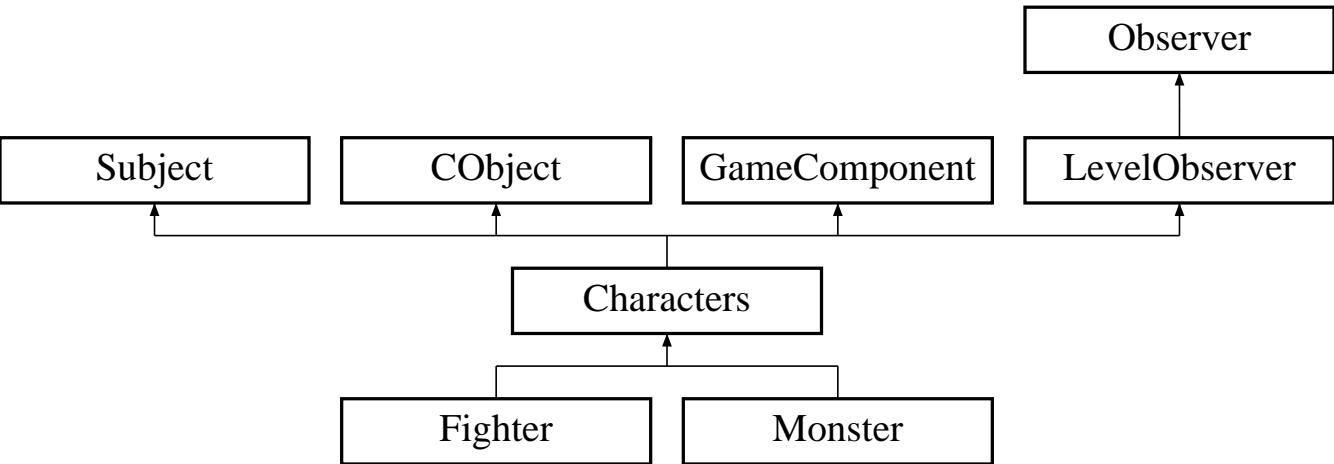 Observer
Subject
CObject
GameComponent
LevelObserver
Characters
Fighter
Monster